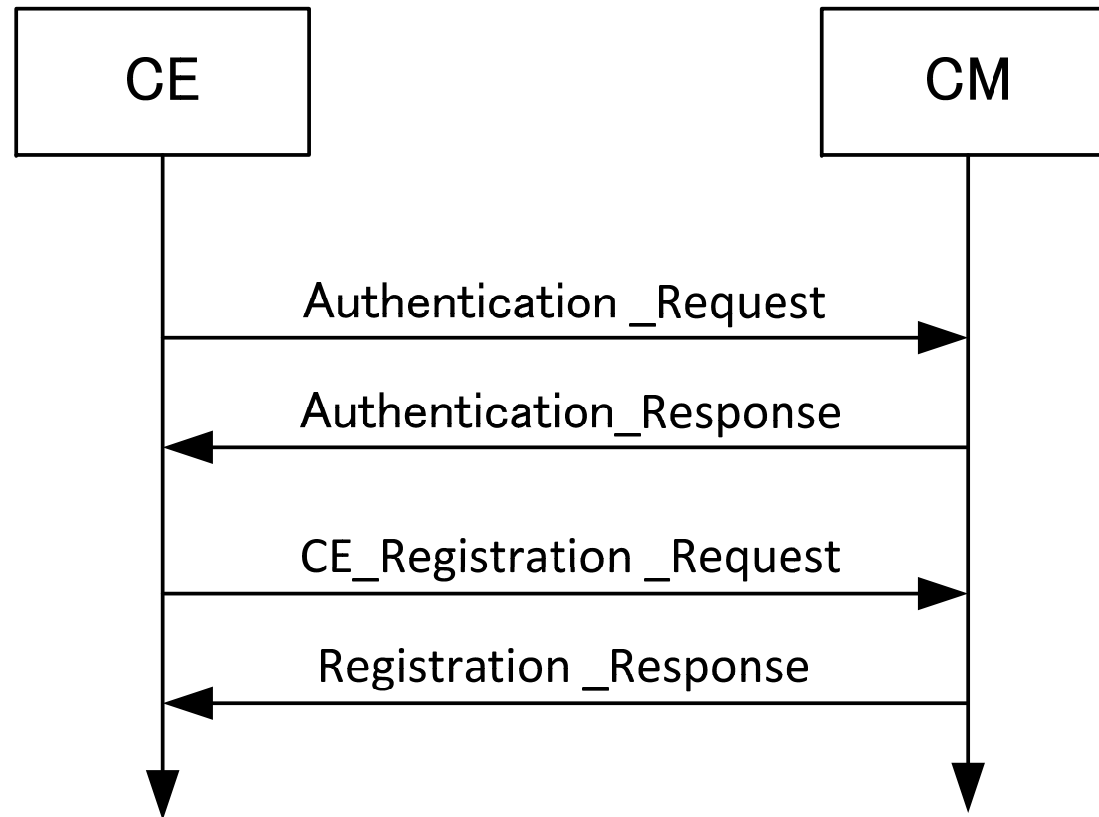 CE
CM
Authentication _Request
Authentication_Response
CE_Registration _Request
Registration _Response